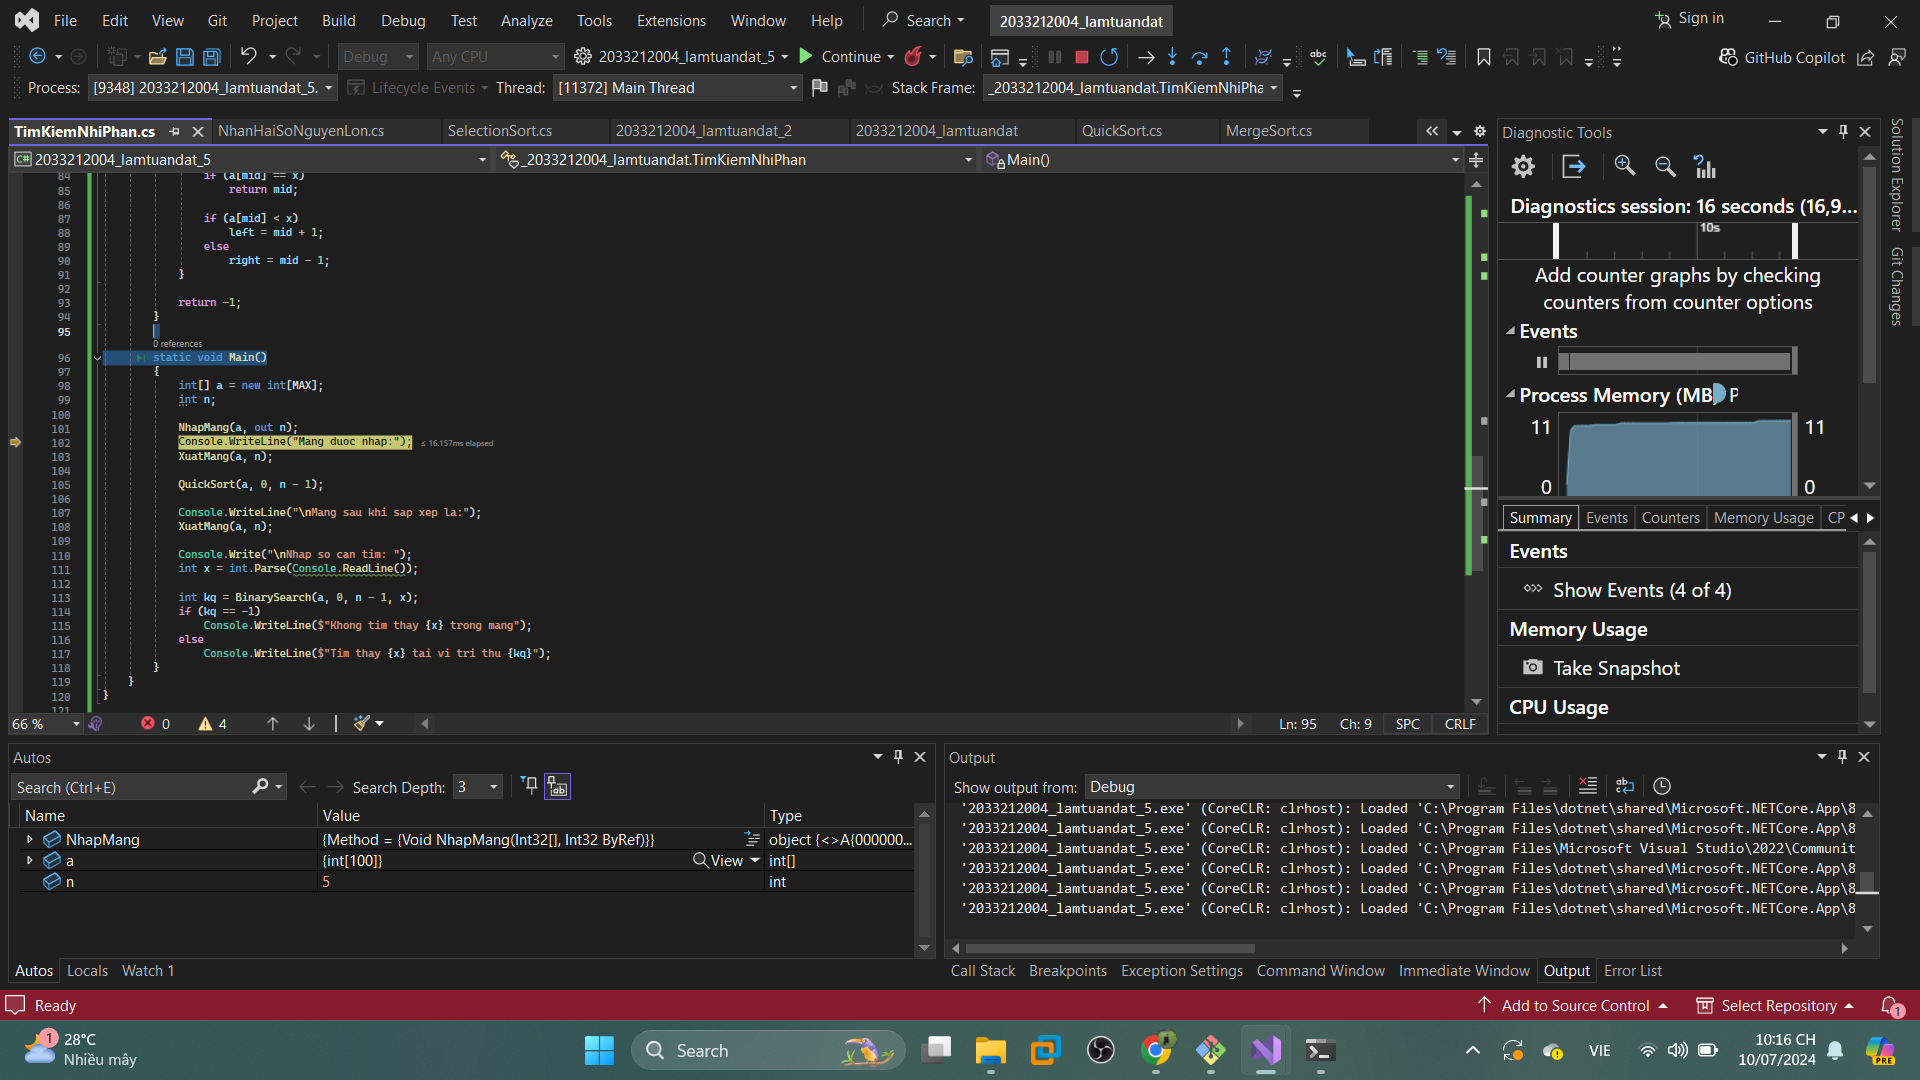 File Edit View Git Project Build Debug Test Analyze Tools Extensions Window Help Search 2033212004_lamtuandat Sign in
Debug Any CPU 2033212004_lamtuandat_5 Continue GitHub Copilot
Process: [9348] 2033212004_lamtuandat_5. Lifecycle Events Thread: [11372] Main Thread Stack Frame: _2033212004_lamtuandat.TimKiemNhiPha
TimKiemNhiPhan.cs NhanHaiSoNguyenLon.cs SelectionSort.cs 2033212004_lamtuandat_2 2033212004_lamtuandat QuickSort.cs MergeSort.cs
2033212004_lamtuandat_5 _2033212004_lamtuandat.TimKiemNhiPhan Main()
84 if (a[mid] == x)
85 return mid;
86
87 if (a[mid] < x)
88 left = mid + 1;
89 else
90 right = mid - 1;
91 }
92
93 return -1;
94 }
95
0 references
96 static void Main()
97 {
98 int[] a = new int[MAX];
99 int n;
100
101 NhapMang(a, out n);
102 Console.WriteLine("Mang duoc nhap:"); ≤ 16.157ms elapsed
103 XuatMang(a, n);
104
105 QuickSort(a, 0, n - 1);
106
107 Console.WriteLine("\nMang sau khi sap xep la:");
108 XuatMang(a, n);
109
110 Console.Write("\nNhap so can tim: ");
111 int x = int.Parse(Console.ReadLine());
112
113 int kq = BinarySearch(a, 0, n - 1, x);
114 if (kq == -1)
115 Console.WriteLine($"Khong tim thay {x} trong mang");
116 else
117 Console.WriteLine($"Tim thay {x} tai vi tri thu {kq}");
118 }
119 }
120 }
121
66 % 0 4 Ln: 95 Ch: 9 SPC CRLF
Diagnostic Tools
Diagnostics session: 16 seconds (16,9...
10s
Add counter graphs by checking
counters from counter options
Events
Process Memory (MB) P
11 11
0 0
Summary Events Counters Memory Usage CP
Events
Show Events (4 of 4)
Memory Usage
Take Snapshot
CPU Usage
Solution Explorer
Git Changes
Autos
Search (Ctrl+E) Search Depth: 3
Name Value Type
NhapMang {Method = {Void NhapMang(Int32[], Int32 ByRef)}} object {<>A{000000...
a {int[100]} View int[]
n 5 int
Autos Locals Watch 1
Output
Show output from: Debug
'2033212004_lamtuandat_5.exe' (CoreCLR: clrhost): Loaded 'C:\Program Files\dotnet\shared\Microsoft.NETCore.App\8
'2033212004_lamtuandat_5.exe' (CoreCLR: clrhost): Loaded 'C:\Program Files\dotnet\shared\Microsoft.NETCore.App\8
'2033212004_lamtuandat_5.exe' (CoreCLR: clrhost): Loaded 'C:\Program Files\Microsoft Visual Studio\2022\Communit
'2033212004_lamtuandat_5.exe' (CoreCLR: clrhost): Loaded 'C:\Program Files\dotnet\shared\Microsoft.NETCore.App\8
'2033212004_lamtuandat_5.exe' (CoreCLR: clrhost): Loaded 'C:\Program Files\dotnet\shared\Microsoft.NETCore.App\8
'2033212004_lamtuandat_5.exe' (CoreCLR: clrhost): Loaded 'C:\Program Files\dotnet\shared\Microsoft.NETCore.App\8
Call Stack Breakpoints Exception Settings Command Window Immediate Window Output Error List
Ready Add to Source Control Select Repository 1
1 28°C
Nhiều mây
Search
VIE
10:16 CH
10/07/2024
PRE